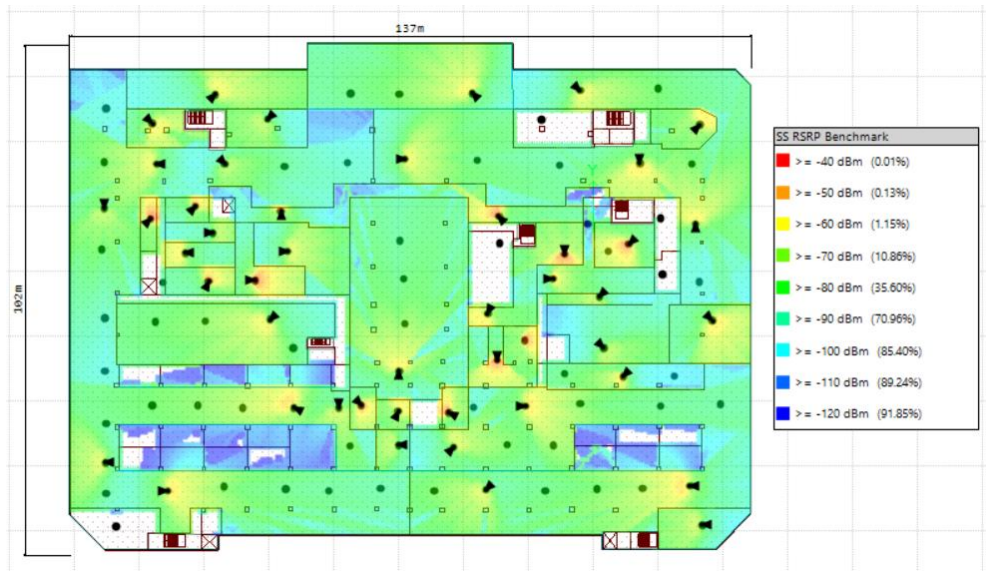 137m
102m
SS RSRP Benchmark
>= -40 dBm (0.01%)
>= -50 dBm (0.13%)
>= -60 dBm (1.15%)
>= -70 dBm (10.86%)
>= -80 dBm (35.60%)
>= -90 dBm (70.96%)
>= -100 dBm (85.40%)
>= -110 dBm (89.24%)
>= -120 dBm (91.85%)